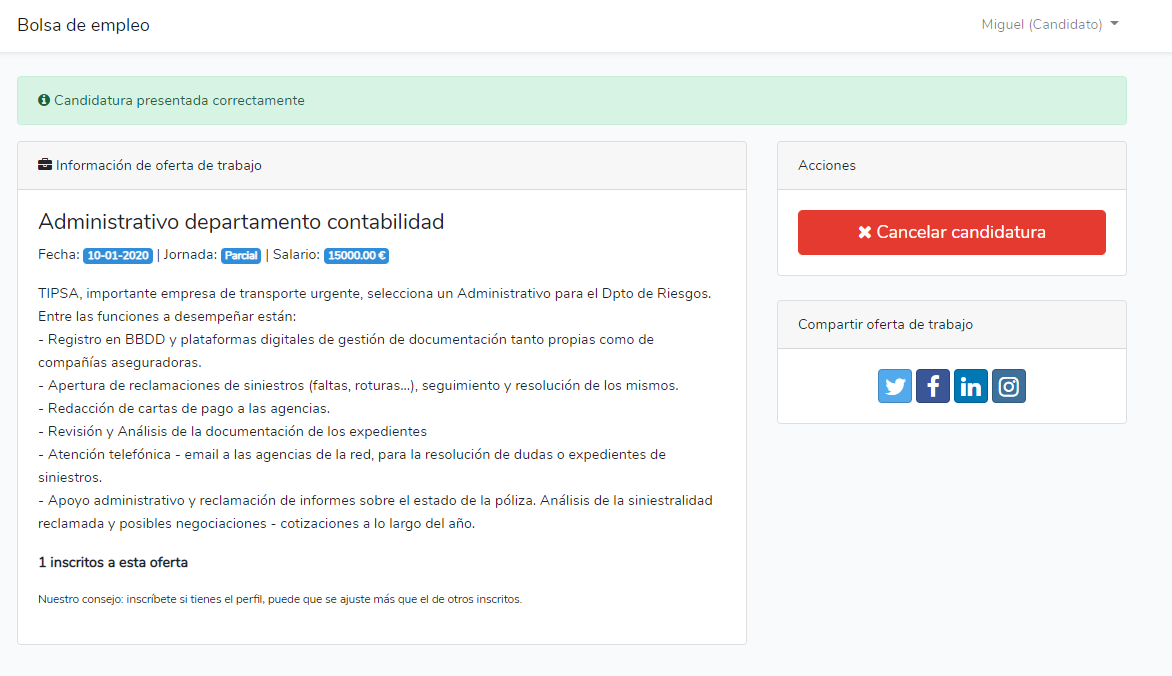 Bolsa de empleo
Miguel (Candidato)
Candidatura presentada correctamente
Información de oferta de trabajo
Administrativo departamento contabilidad
Fecha: 10-01-2020 | Jornada: Parcial | Salario: 15000.00 €
TIPSA, importante empresa de transporte urgente, selecciona un Administrativo para el Dpto de Riesgos.
Entre las funciones a desempeñar están:
- Registro en BBDD y plataformas digitales de gestión de documentación tanto propias como de
compañías aseguradoras.
- Apertura de reclamaciones de siniestros (faltas, roturas...), seguimiento y resolución de los mismos.
- Redacción de cartas de pago a las agencias.
- Revisión y Análisis de la documentación de los expedientes
- Atención telefónica - email a las agencias de la red, para la resolución de dudas o expedientes de
siniestros.
- Apoyo administrativo y reclamación de informes sobre el estado de la póliza. Análisis de la siniestralidad
reclamada y posibles negociaciones - cotizaciones a lo largo del año.
1 inscritos a esta oferta
Nuestro consejo: inscríbete si tienes el perfil, puede que se ajuste más que el de otros inscritos.
Acciones
Cancelar candidatura
Compartir oferta de trabajo